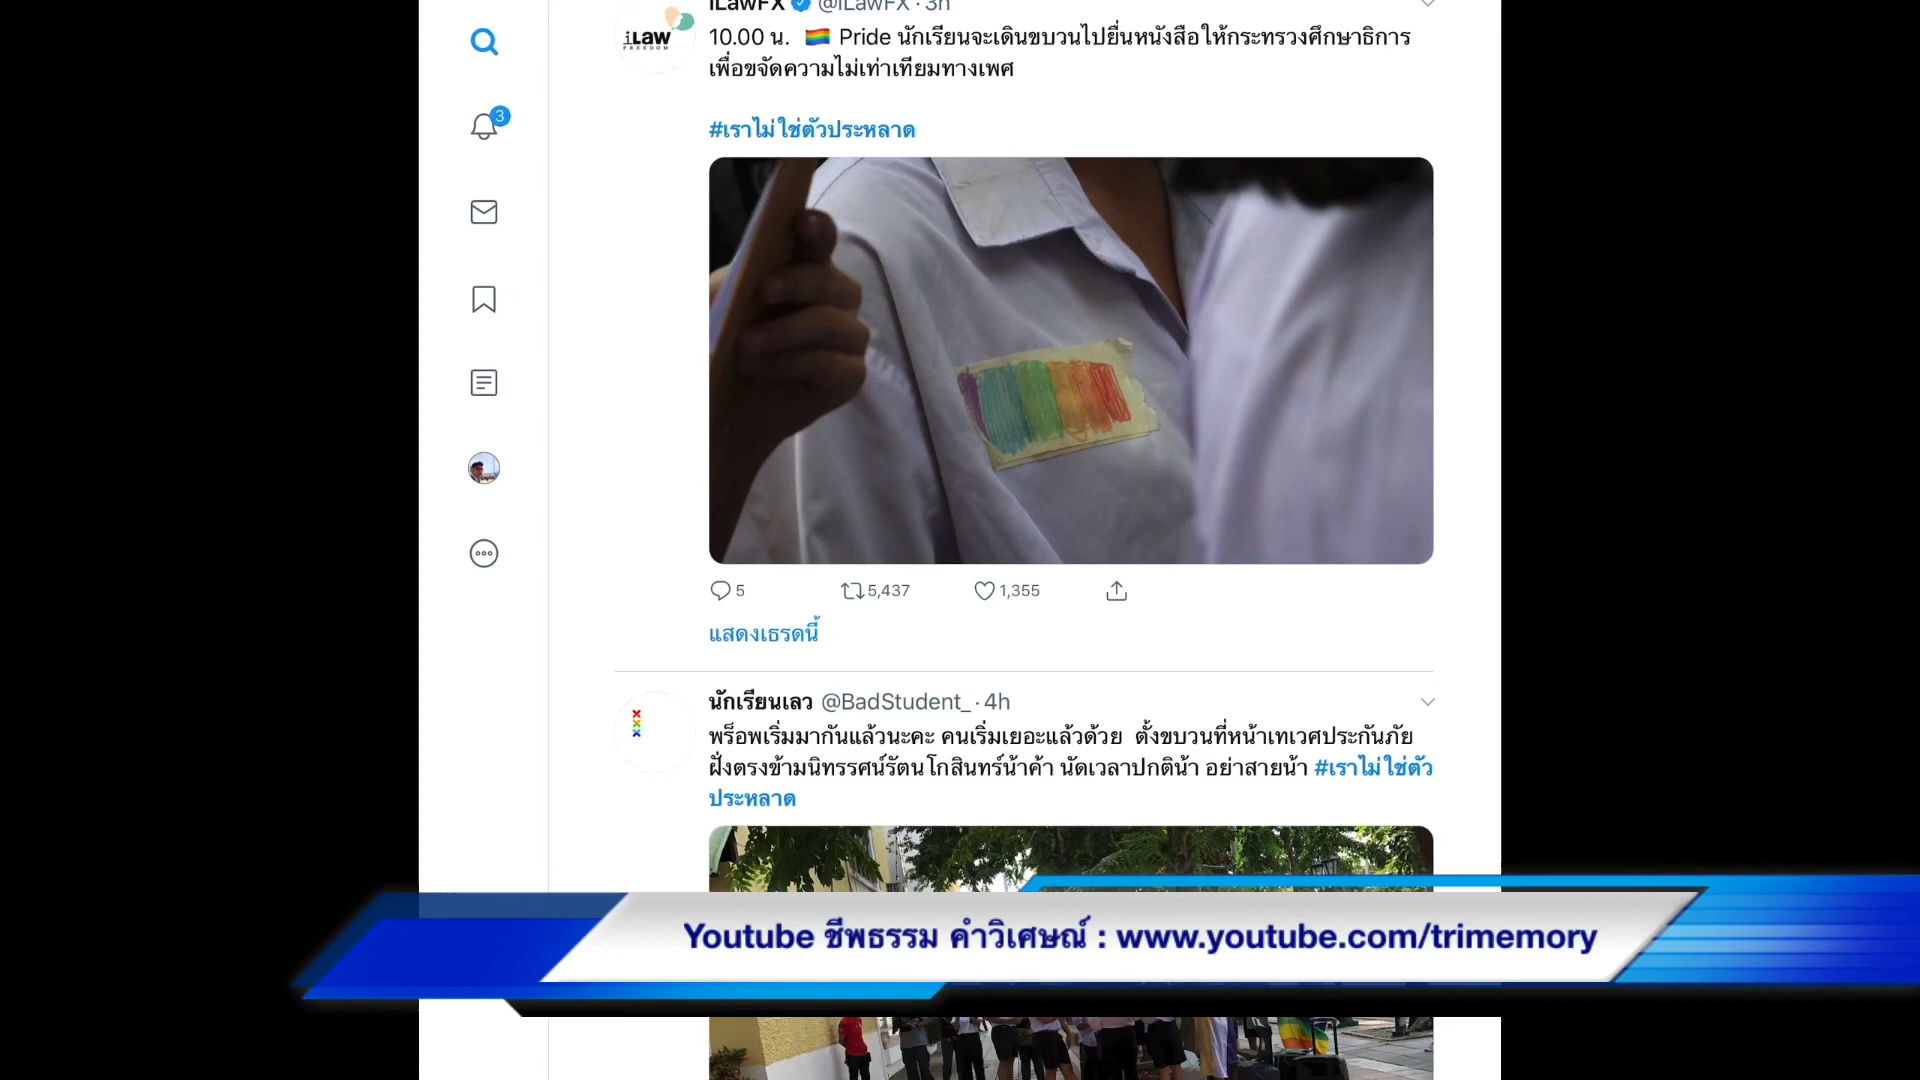 iLawFX @iLawFX · 3h
10.00 น. 🏳️‍🌈 Pride นักเรียนจะเดินขบวนไปยื่นหนังสือให้กระทรวงศึกษาธิการ
เพื่อขจัดความไม่เท่าเทียมทางเพศ
#เราไม่ใช่ตัวประหลาด
iLaw
FREEDOM
3
5 5,437 1,355
แสดงเธรดนี้
นักเรียนเลว @BadStudent_ · 4h
พร็อพเริ่มมากันแล้วนะคะ คนเริ่มเยอะแล้วด้วย ตั้งขบวนที่หน้าเทเวศประกันภัย
ฝั่งตรงข้ามนิทรรศน์รัตนโกสินทร์น้าค้า นัดเวลาปกติน้า อย่าสายน้า #เราไม่ใช่ตัว
ประหลาด
Youtube ชีพธรรม คำวิเศษณ์ : www.youtube.com/trimemory